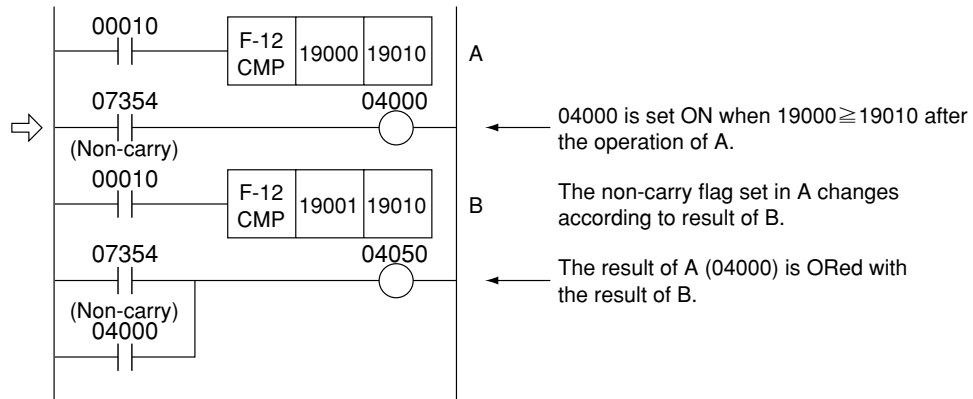 00010
F-12 CMP 19000 19010
A
07354
04000
(Non-carry)
04000 is set ON when 19000≧19010 after
the operation of A.
00010
F-12 CMP 19001 19010
B
The non-carry flag set in A changes
according to result of B.
07354
04050
(Non-carry)
The result of A (04000) is ORed with
the result of B.
04000